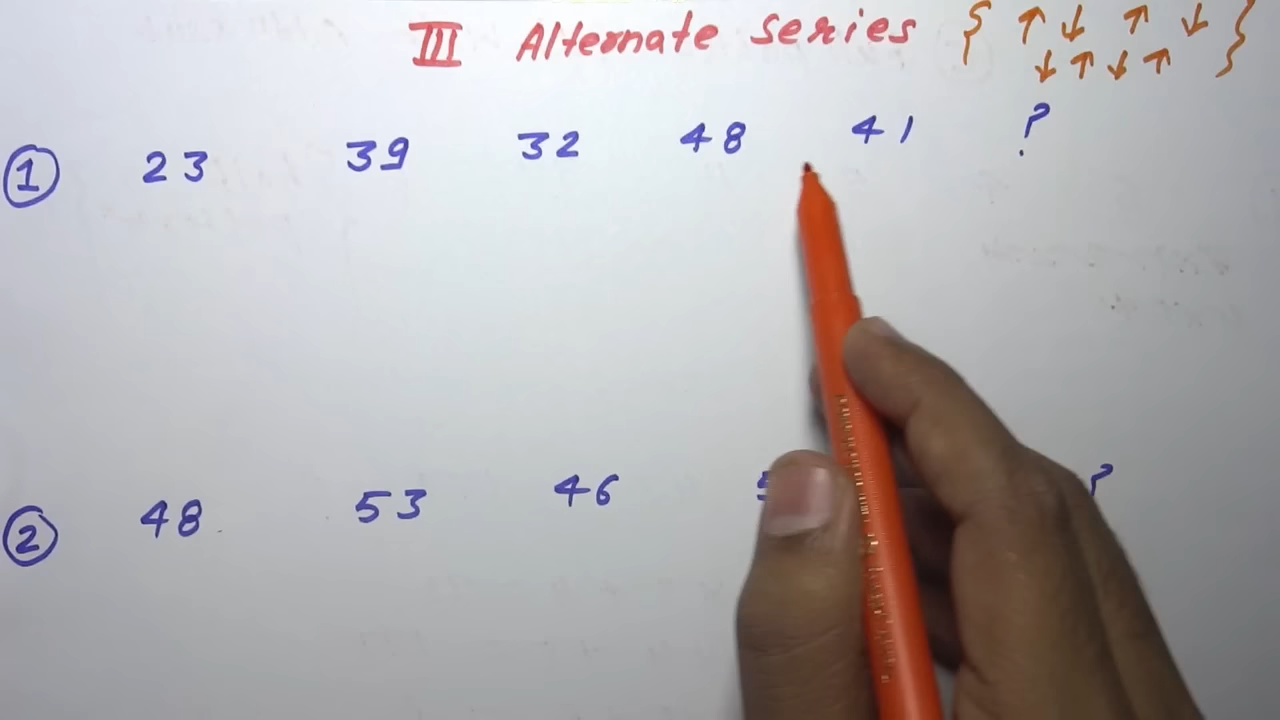 III Alternate series { ↑ ↓ ↑ ↓ }
↓ ↑ ↓ ↑
① 23 39 32 48 41 ?
② 48 53 46 ?